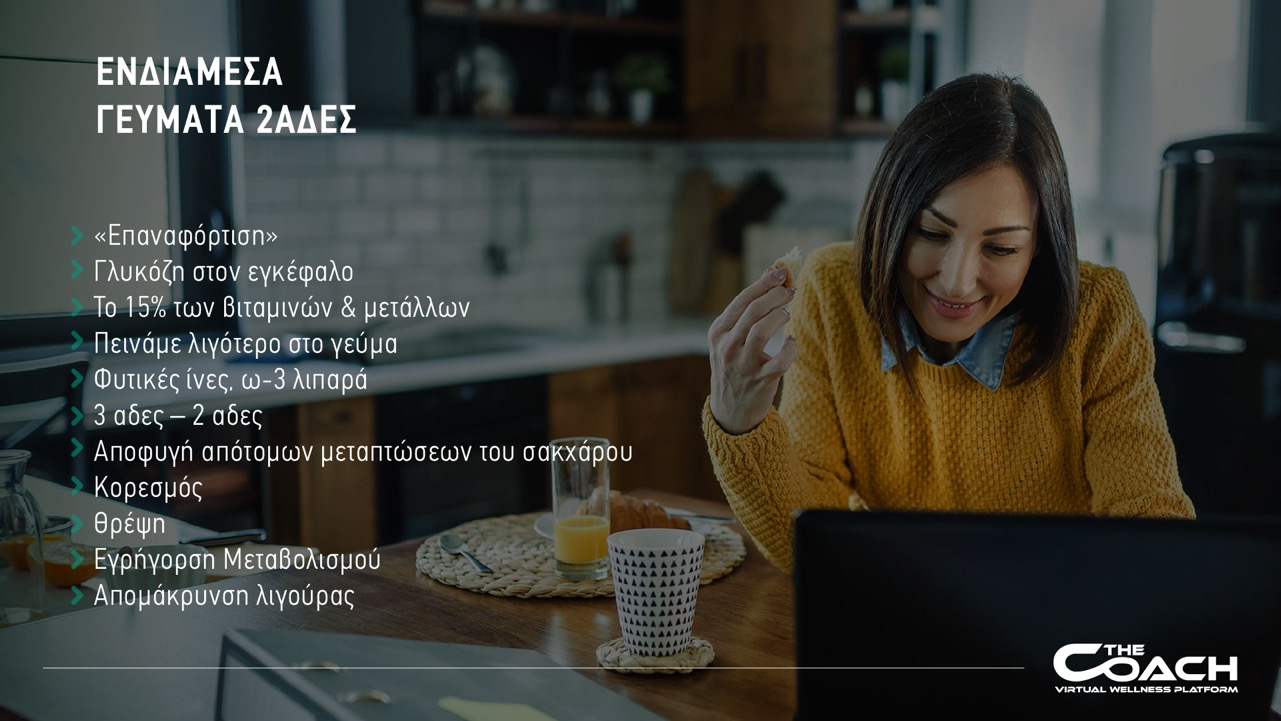 ΕΝΔΙΑΜΕΣΑ
ΓΕΥΜΑΤΑ 2ΑΔΕΣ
«Επαναφόρτιση»
Γλυκόζη στον εγκέφαλο
Το 15% των βιταμινών & μετάλλων
Πεινάμε λιγότερο στο γεύμα
Φυτικές ίνες, ω-3 λιπαρά
3 αδες – 2 αδες
Αποφυγή απότομων μεταπτώσεων του σακχάρου
Κορεσμός
Θρέψη
Εγρήγορση Μεταβολισμού
Απομάκρυνση λιγούρας
THE
COACH
VIRTUAL WELLNESS PLATFORM